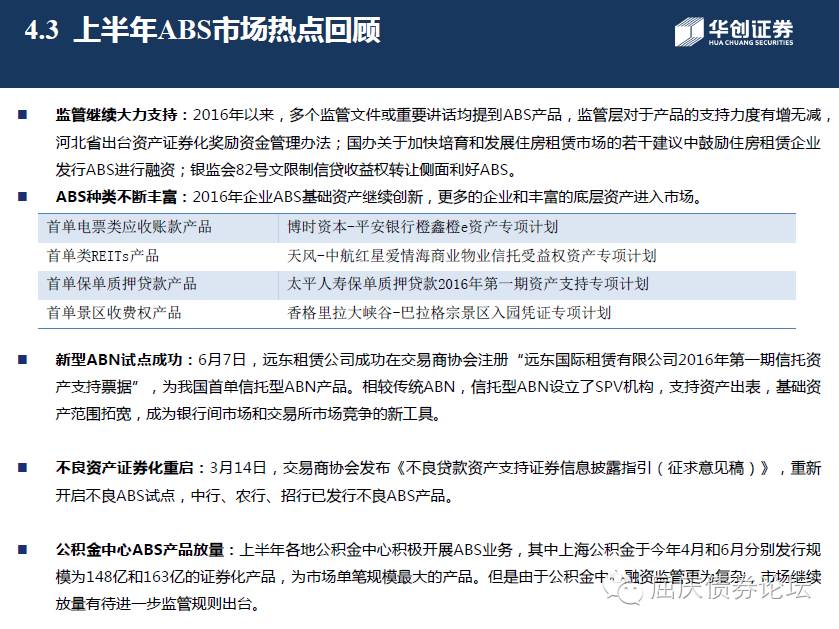 4.3 上半年ABS市场热点回顾
华创证券
HUA CHUANG SECURITIES
监管继续大力支持：2016年以来，多个监管文件或重要讲话均提到ABS产品，监管层对于产品的支持力度有增无减，
河北省出台资产证券化奖励资金管理办法；国办关于加快培育和发展住房租赁市场的若干建议中鼓励住房租赁企业
发行ABS进行融资；银监会82号文限制信贷收益权转让侧面利好ABS。
ABS种类不断丰富：2016年企业ABS基础资产继续创新，更多的企业和丰富的底层资产进入市场。
首单电票类应收账款产品 博时资本-平安银行橙鑫橙e资产专项计划
首单类REITs产品 天风-中航红星爱情海商业物业信托受益权资产专项计划
首单保单质押贷款产品 太平人寿保单质押贷款2016年第一期资产支持专项计划
首单景区收费权产品 香格里拉大峡谷-巴拉格宗景区入园凭证专项计划
新型ABN试点成功：6月7日，远东租赁公司成功在交易商协会注册“远东国际租赁有限公司2016年第一期信托资
产支持票据”，为我国首单信托型ABN产品。相较传统ABN，信托型ABN设立了SPV机构，支持资产出表，基础资
产范围拓宽，成为银行间市场和交易所市场竞争的新工具。
不良资产证券化重启：3月14日，交易商协会发布《不良贷款资产支持证券信息披露指引（征求意见稿）》，重新
开启不良ABS试点，中行、农行、招行已发行不良ABS产品。
公积金中心ABS产品放量：上半年各地公积金中心积极开展ABS业务，其中上海公积金于今年4月和6月分别发行规
模为148亿和163亿的证券化产品，为市场单笔规模最大的产品。但是由于公积金中心融资监管更为复杂，市场继续
放量有待进一步监管规则出台。
屈庆债券论坛